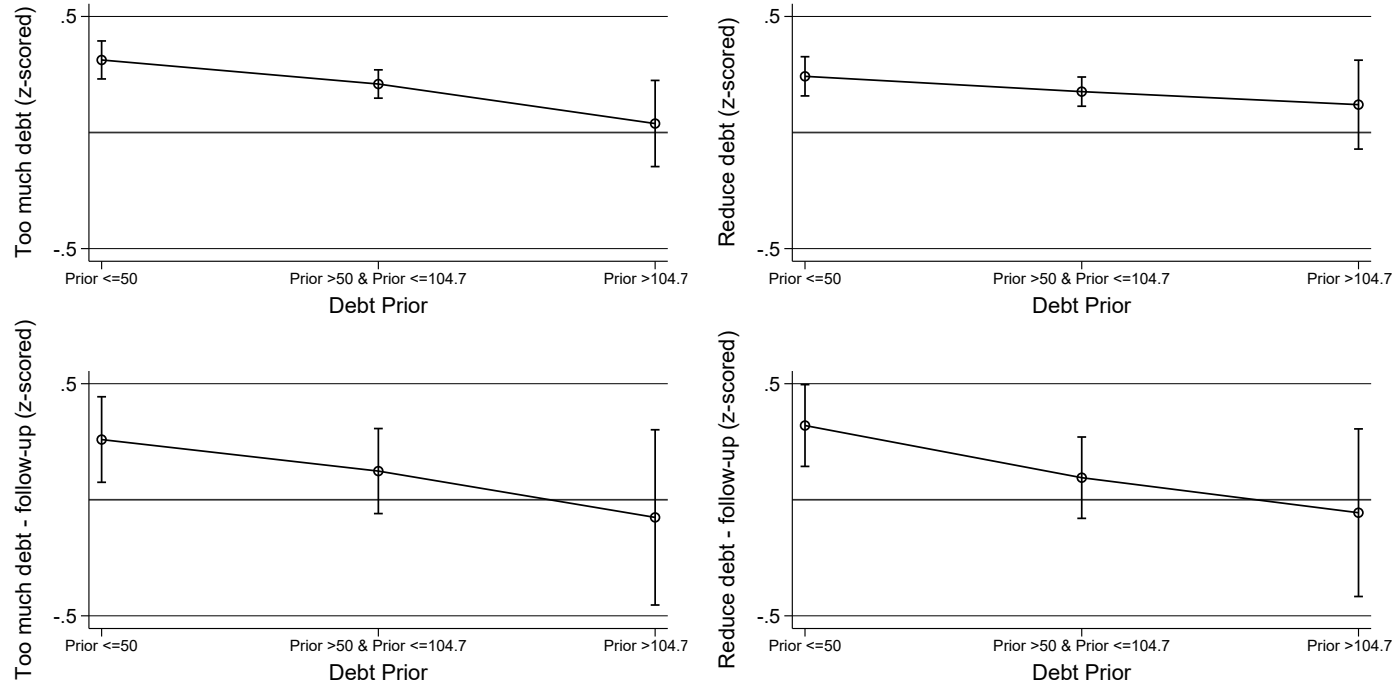 Too much debt (z-scored)
.5
-.5
Prior <=50
Prior >50 & Prior <=104.7
Prior >104.7
Debt Prior
Reduce debt (z-scored)
.5
-.5
Prior <=50
Prior >50 & Prior <=104.7
Prior >104.7
Debt Prior
Too much debt - follow-up (z-scored)
.5
-.5
Prior <=50
Prior >50 & Prior <=104.7
Prior >104.7
Debt Prior
Reduce debt - follow-up (z-scored)
.5
-.5
Prior <=50
Prior >50 & Prior <=104.7
Prior >104.7
Debt Prior